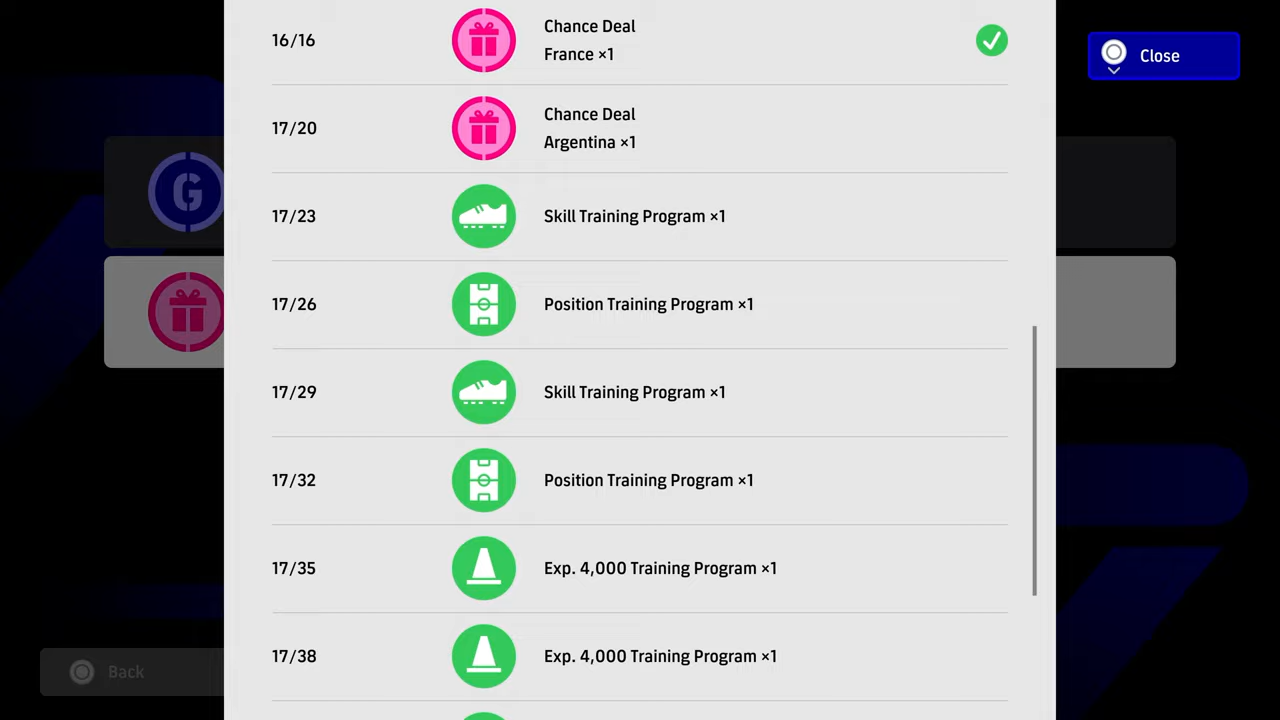 16/16
Chance Deal
France ×1
Close
17/20
Chance Deal
Argentina ×1
G
17/23
Skill Training Program ×1
17/26
Position Training Program ×1
17/29
Skill Training Program ×1
17/32
Position Training Program ×1
17/35
Exp. 4,000 Training Program ×1
17/38
Exp. 4,000 Training Program ×1
Back